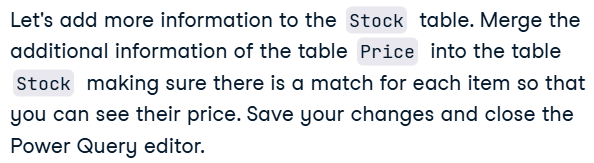 Let's add more information to the Stock table. Merge the
additional information of the table Price into the table
Stock making sure there is a match for each item so that
you can see their price. Save your changes and close the
Power Query editor.